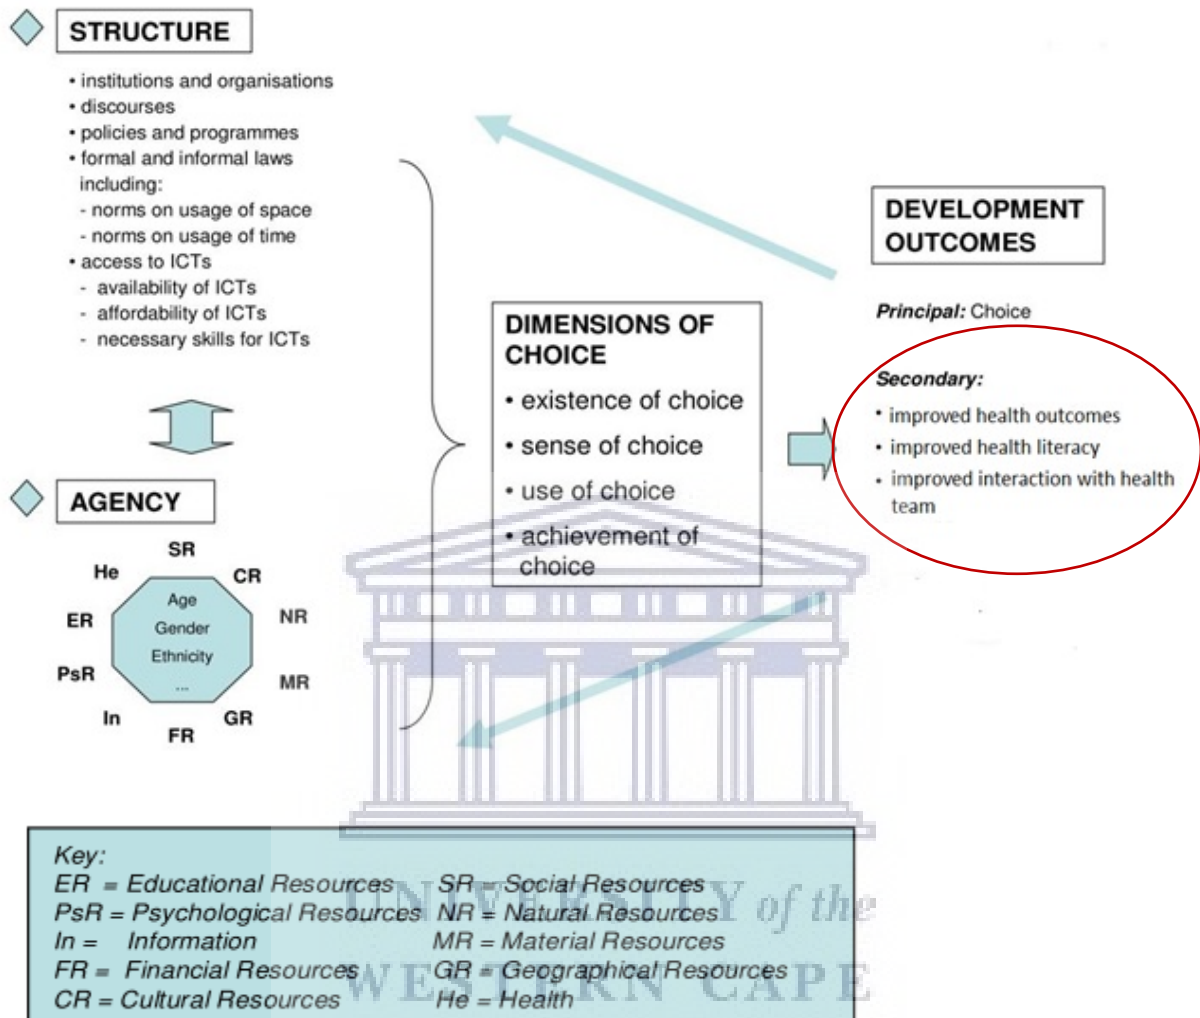 STRUCTURE
• institutions and organisations
• discourses
• policies and programmes
• formal and informal laws
including:
- norms on usage of space
- norms on usage of time
• access to ICTs
- availability of ICTs
- affordability of ICTs
- necessary skills for ICTs
AGENCY
SR
He
CR
ER
NR
PsR
MR
In
GR
FR
Age
Gender
Ethnicity
...
DIMENSIONS OF
CHOICE
• existence of choice
• sense of choice
• use of choice
• achievement of
choice
DEVELOPMENT
OUTCOMES
Principal: Choice
Secondary:
• improved health outcomes
• improved health literacy
• improved interaction with health
team
Key:
ER = Educational Resources SR = Social Resources
PsR = Psychological Resources NR = Natural Resources
In = Information MR = Material Resources
FR = Financial Resources GR = Geographical Resources
CR = Cultural Resources He = Health
UNIVERSITY of the
WESTERN CAPE